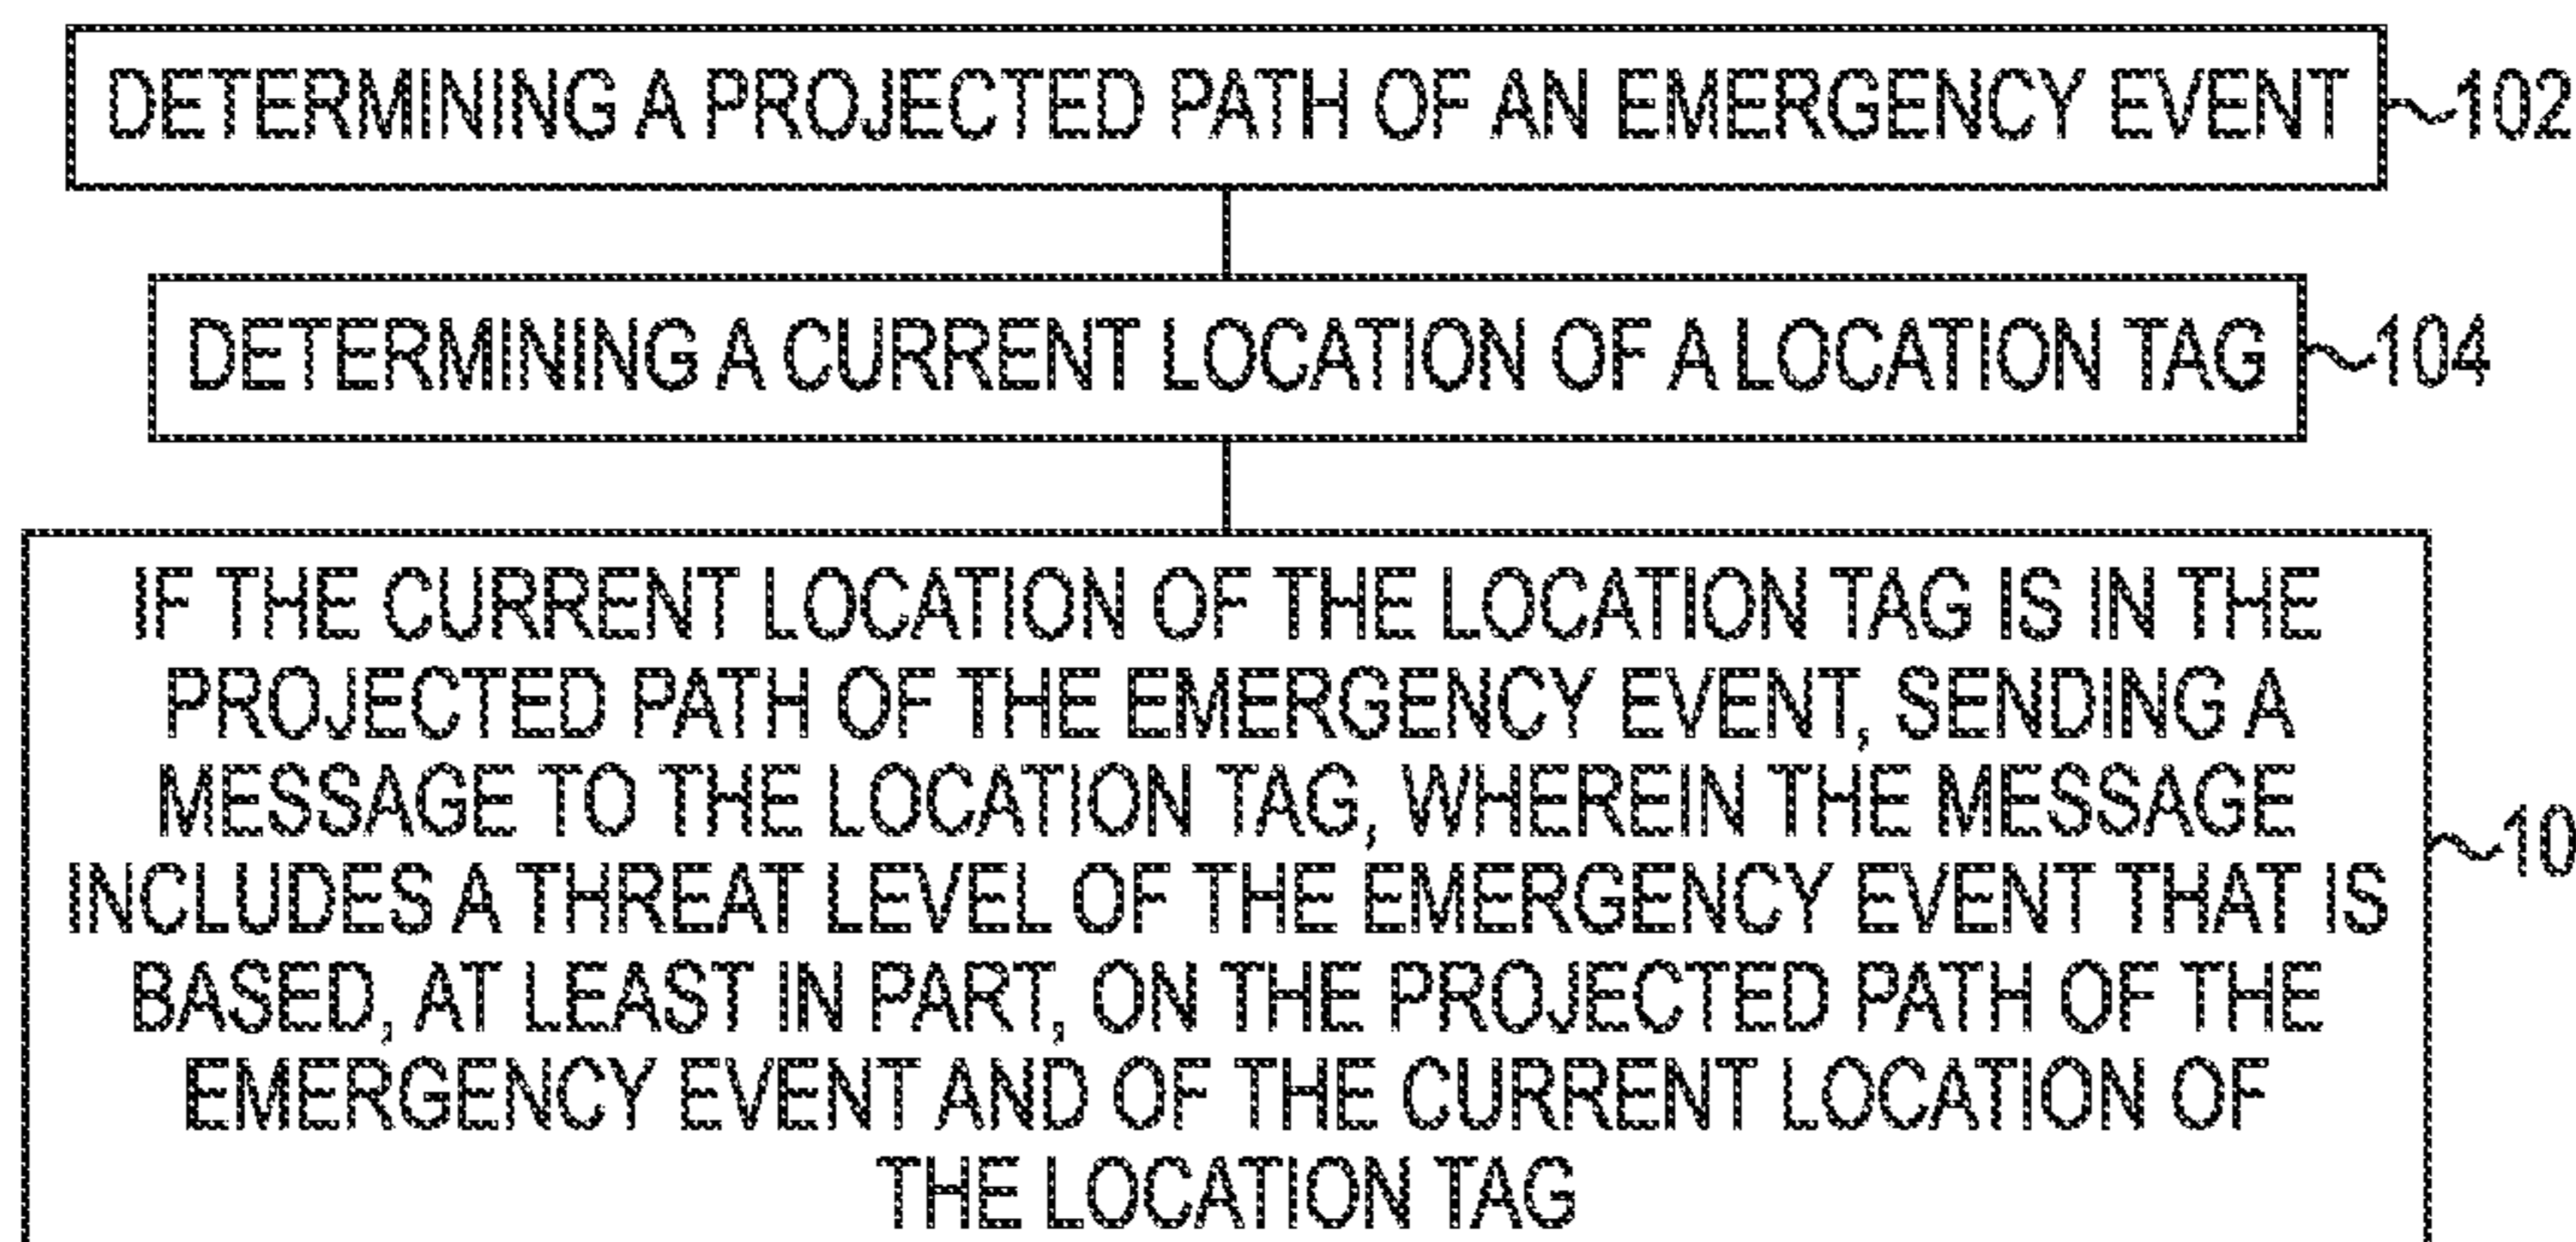 DETERMINING A PROJECTED PATH OF AN EMERGENCY EVENT 102
DETERMINING A CURRENT LOCATION OF A LOCATION TAG 104
IF THE CURRENT LOCATION OF THE LOCATION TAG IS IN THE
PROJECTED PATH OF THE EMERGENCY EVENT, SENDING A
MESSAGE TO THE LOCATION TAG, WHEREIN THE MESSAGE
INCLUDES A THREAT LEVEL OF THE EMERGENCY EVENT THAT IS
BASED, AT LEAST IN PART, ON THE PROJECTED PATH OF THE
EMERGENCY EVENT AND OF THE CURRENT LOCATION OF
THE LOCATION TAG